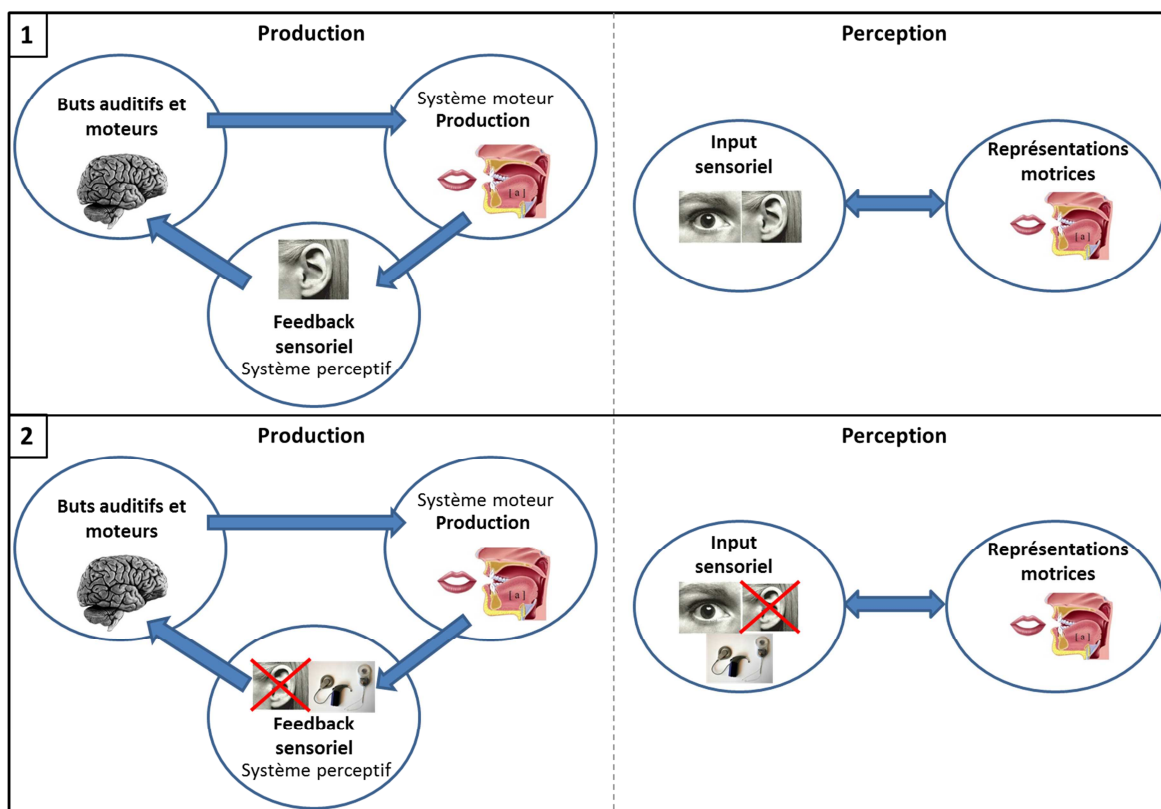 1
Production
Perception
Buts auditifs et
moteurs
Système moteur
Production
[a]
Feedback
sensoriel
Système perceptif
Input
sensoriel
Représentations
motrices
[a]
2
Production
Perception
Buts auditifs et
moteurs
Système moteur
Production
[a]
Feedback
sensoriel
Système perceptif
Input
sensoriel
Représentations
motrices
[a]